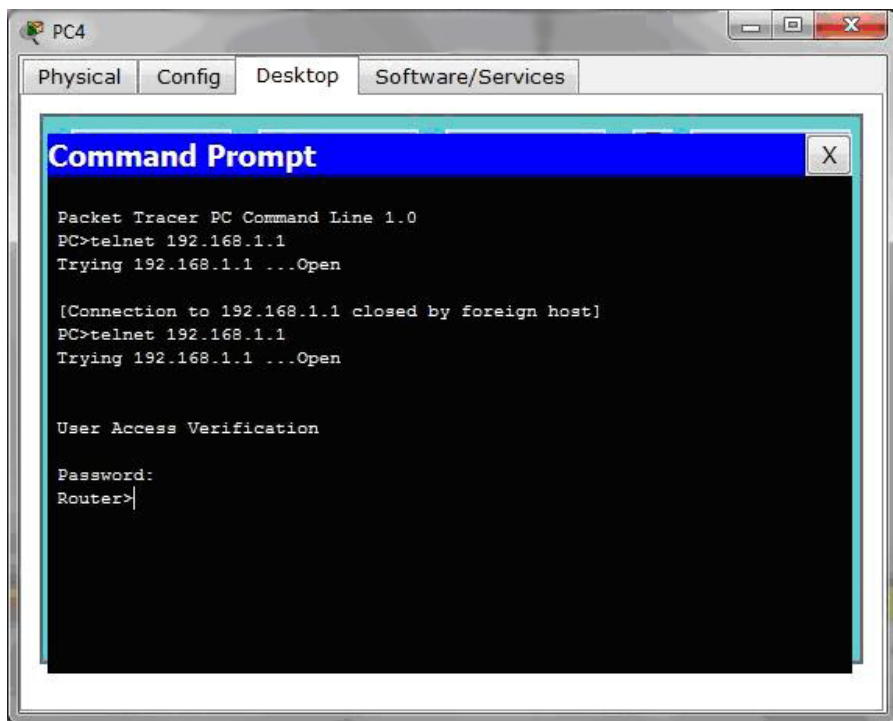 PC4
Physical Config Desktop Software/Services
Command Prompt
X
Packet Tracer PC Command Line 1.0
PC>telnet 192.168.1.1
Trying 192.168.1.1 ...Open
[Connection to 192.168.1.1 closed by foreign host]
PC>telnet 192.168.1.1
Trying 192.168.1.1 ...Open
User Access Verification
Password:
Router>